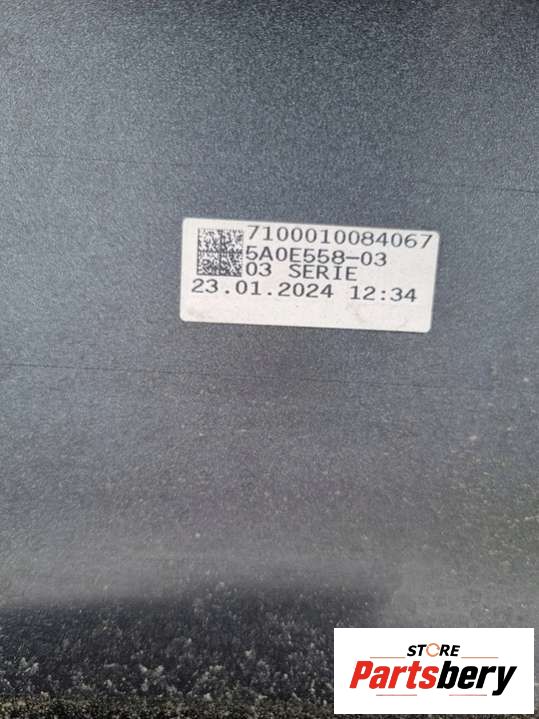 7100010084067
5A0E558-03
03 SERIE
23.01.2024 12:34
STORE
Partsbery